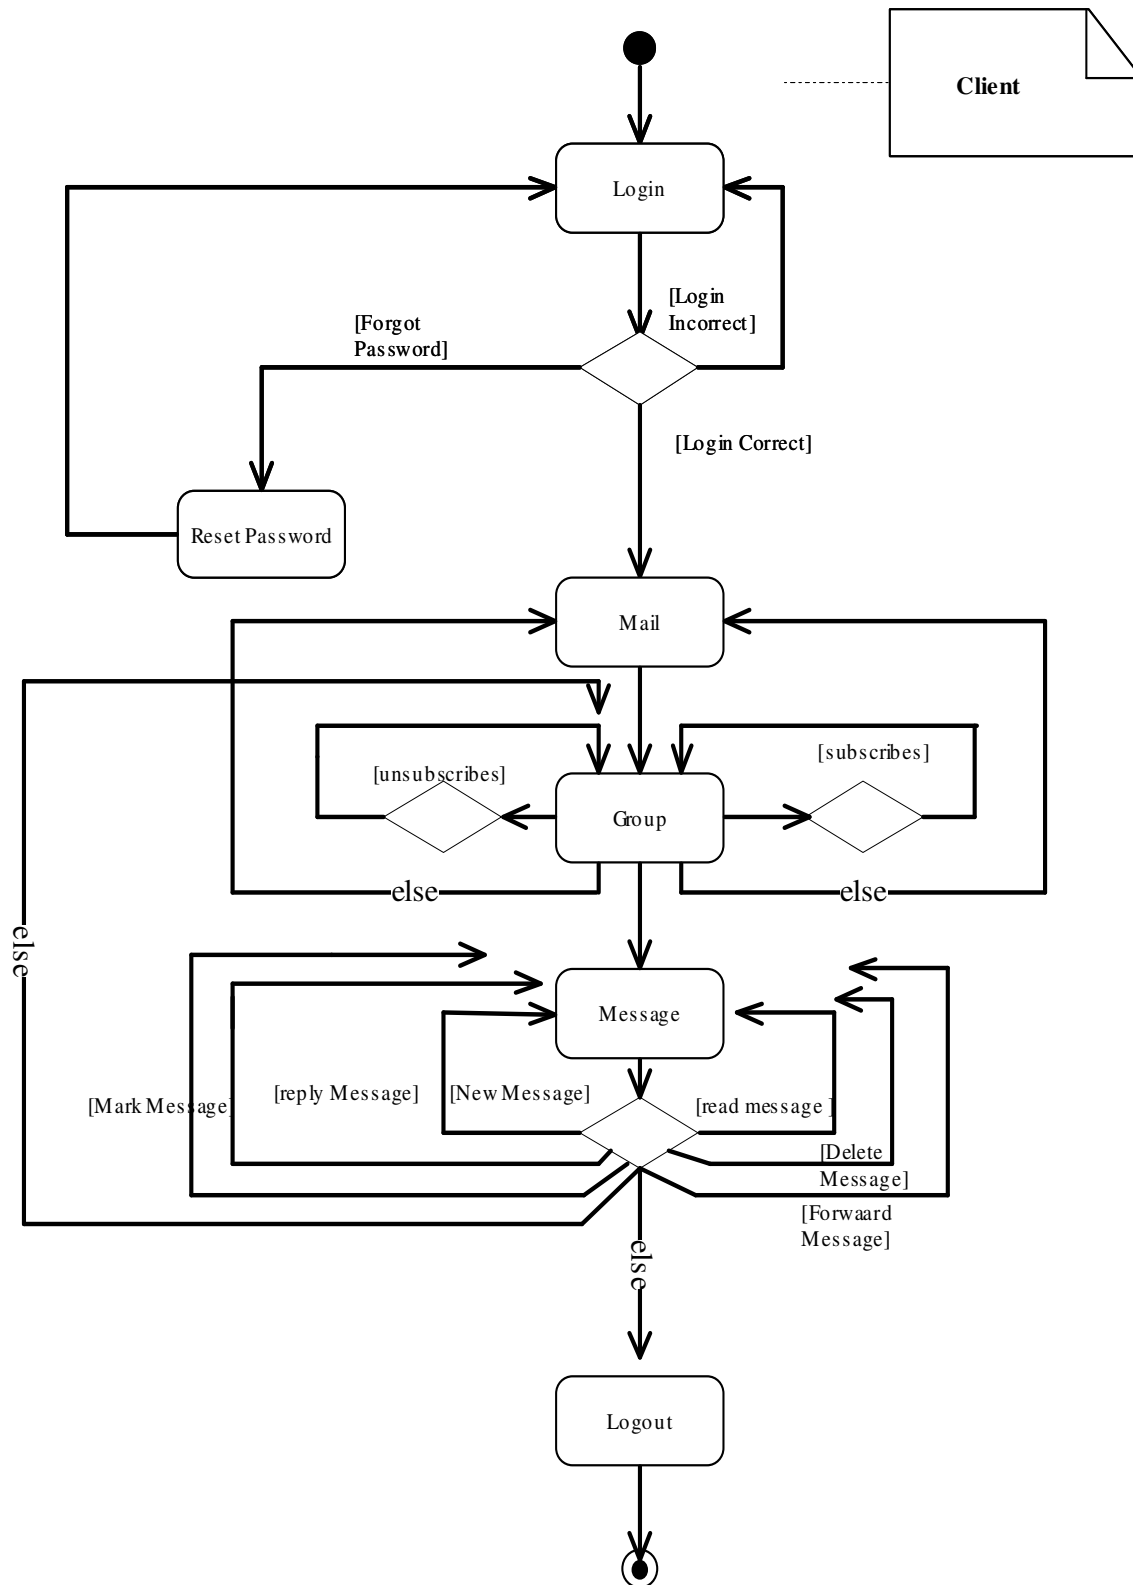 Client
Login
[Login
Incorrect]
[Forgot
Password]
[Login Correct]
Reset Password
Mail
[subscribes]
[unsubscribes]
Group
else
else
else
Message
[Mark Message]
[reply Message]
[New Message]
[read message ]
[Delete
Message]
[Forwaard
Message]
else
Logout